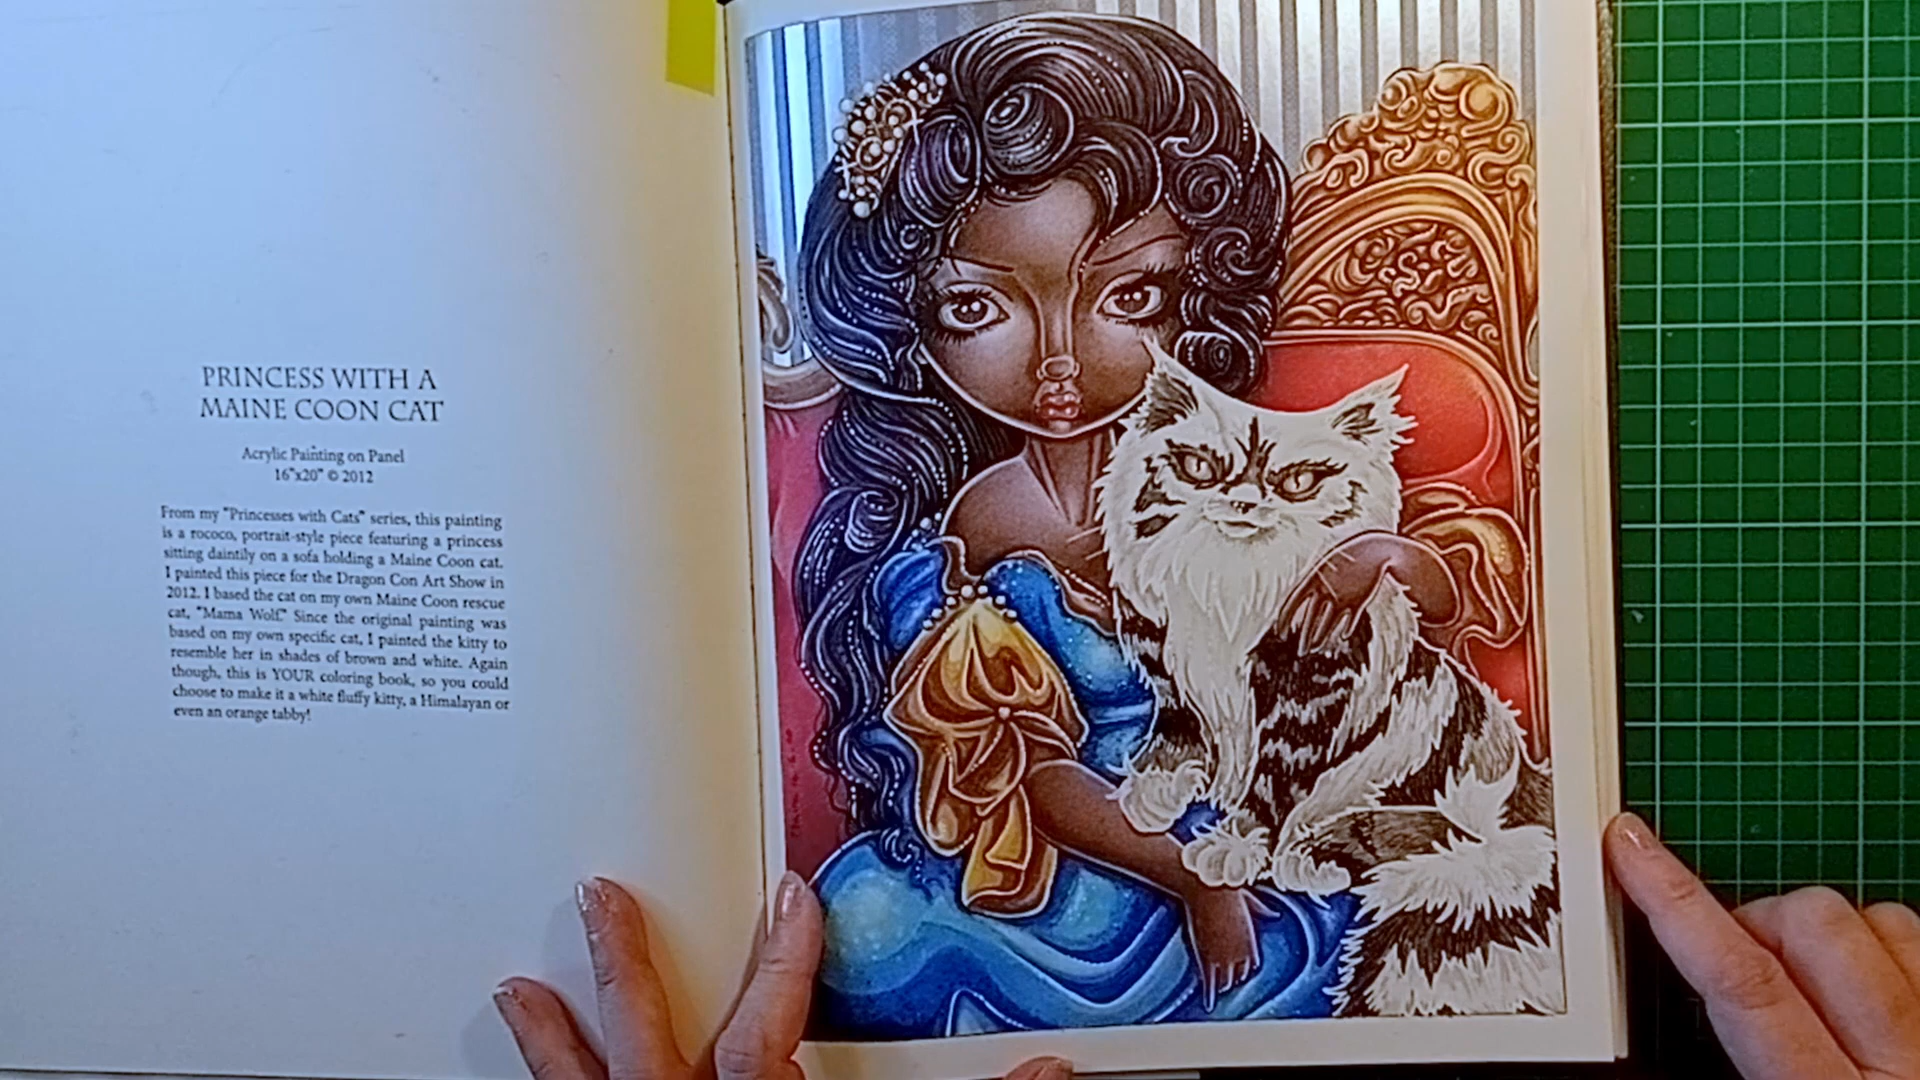 PRINCESS WITH A
MAINE COON CAT
Acrylic Painting on Panel
16"x20" © 2012
From my "Princesses with Cats" series, this painting
is a rococo, portrait-style piece featuring a princess
sitting daintily on a sofa holding a Maine Coon cat.
I painted this piece for the Dragon Con Art Show in
2012. I based the cat on my own Maine Coon rescue
cat, "Mama Wolf." Since the original painting was
based on my own specific cat, I painted the kitty to
resemble her in shades of brown and white. Again
though, this is YOUR coloring book, so you could
choose to make it a white fluffy kitty, a Himalayan or
even an orange tabby!